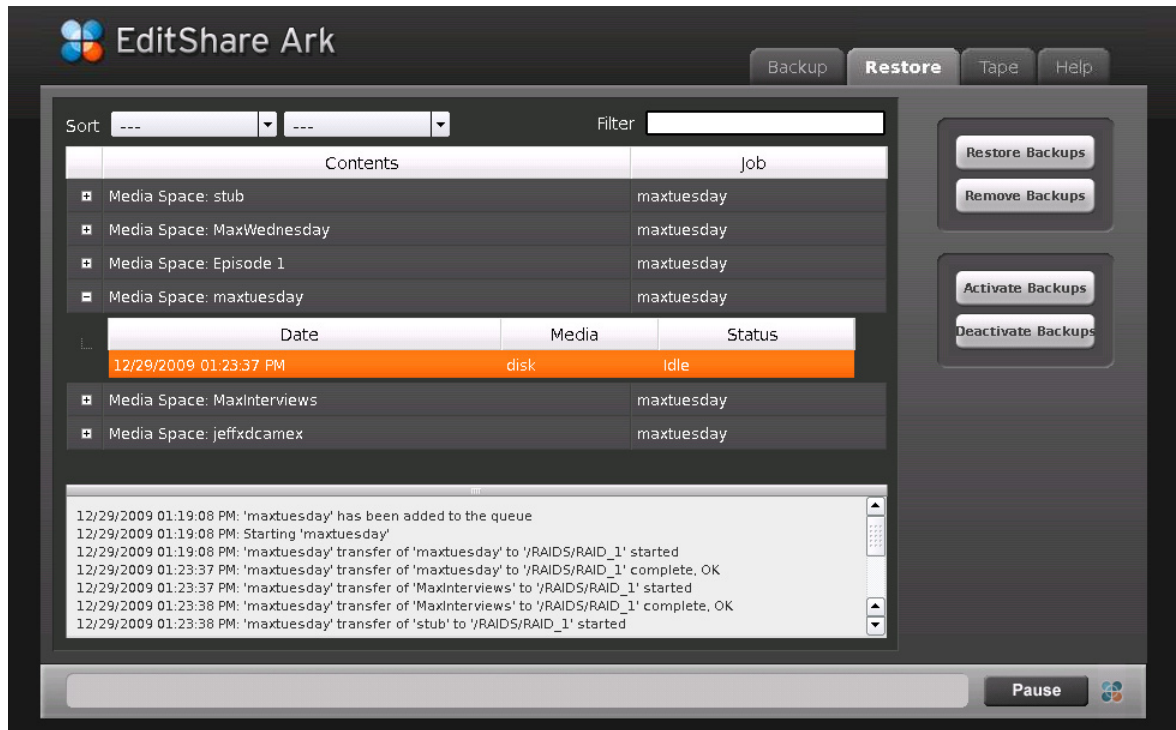 EditShare Ark
Backup Restore Tape Help
Sort --- --- Filter
Contents Job
Media Space: stub maxtuesday
Media Space: MaxWednesday maxtuesday
Media Space: Episode 1 maxtuesday
Media Space: maxtuesday maxtuesday
Date Media Status
12/29/2009 01:23:37 PM disk Idle
Media Space: MaxInterviews maxtuesday
Media Space: jeffxdcamex maxtuesday
Restore Backups
Remove Backups
Activate Backups
Deactivate Backups
12/29/2009 01:19:08 PM: 'maxtuesday' has been added to the queue
12/29/2009 01:19:08 PM: Starting 'maxtuesday'
12/29/2009 01:19:08 PM: 'maxtuesday' transfer of 'maxtuesday' to '/RAIDS/RAID_1' started
12/29/2009 01:23:37 PM: 'maxtuesday' transfer of 'maxtuesday' to '/RAIDS/RAID_1' complete, OK
12/29/2009 01:23:37 PM: 'maxtuesday' transfer of 'MaxInterviews' to '/RAIDS/RAID_1' started
12/29/2009 01:23:38 PM: 'maxtuesday' transfer of 'MaxInterviews' to '/RAIDS/RAID_1' complete, OK
12/29/2009 01:23:38 PM: 'maxtuesday' transfer of 'stub' to '/RAIDS/RAID_1' started
Pause